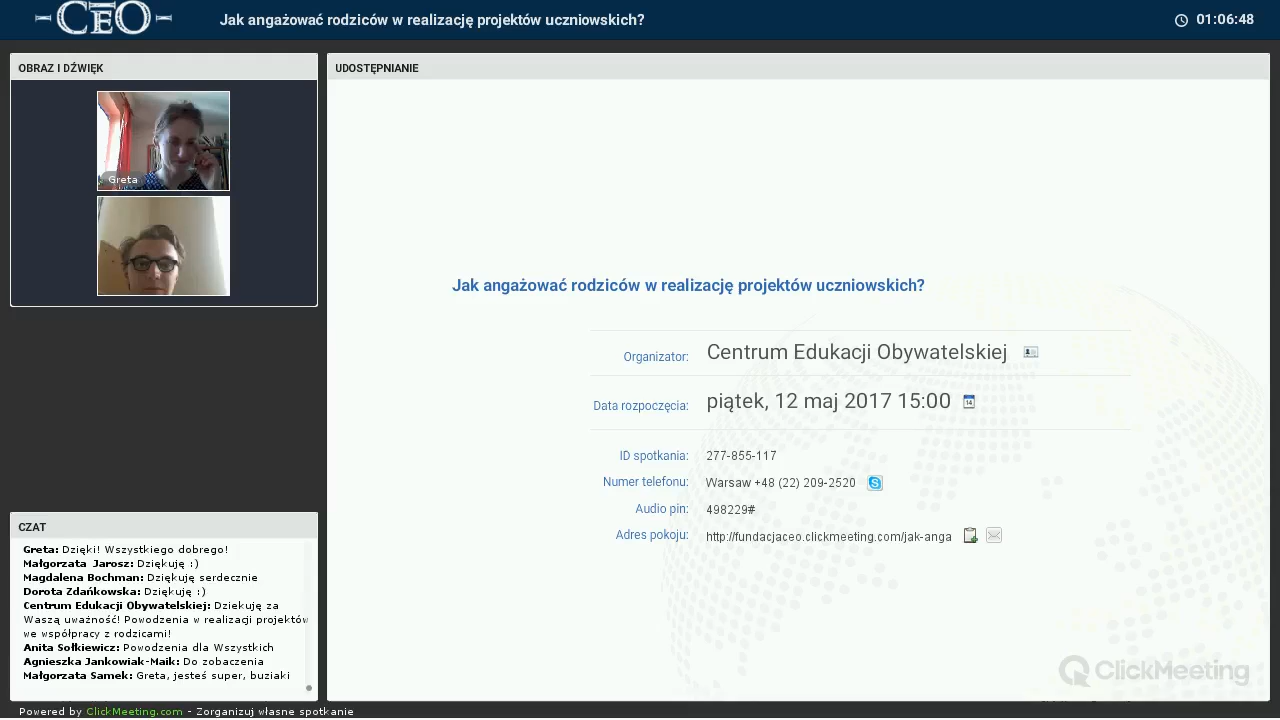 CEO
Jak angażować rodziców w realizację projektów uczniowskich?
01:06:48
OBRAZ I DŹWIĘK
Greta
UDOSTĘPNIANIE
Jak angażować rodziców w realizację projektów uczniowskich?
Organizator: Centrum Edukacji Obywatelskiej
Data rozpoczęcia: piątek, 12 maj 2017 15:00
14
ID spotkania: 277-855-117
Numer telefonu: Warsaw +48 (22) 209-2520
Audio pin: 498229#
Adres pokoju: http://fundacjaceo.clickmeeting.com/jak-anga
CZAT
Greta: Dzięki! Wszystkiego dobrego!
Małgorzata Jarosz: Dziękuję :)
Magdalena Bochman: Dziękuję serdecznie
Dorota Zdańkowska: Dziękuję :)
Centrum Edukacji Obywatelskiej: Dziekuję za
Waszą uważność! Powodzenia w realizacji projektów
we współpracy z rodzicami!
Anita Sołkiewicz: Powodzenia dla Wszystkich
Agnieszka Jankowiak-Maik: Do zobaczenia
Małgorzata Samek: Greta, jesteś super, buziaki
ClickMeeting
Powered by ClickMeeting.com - Zorganizuj własne spotkanie